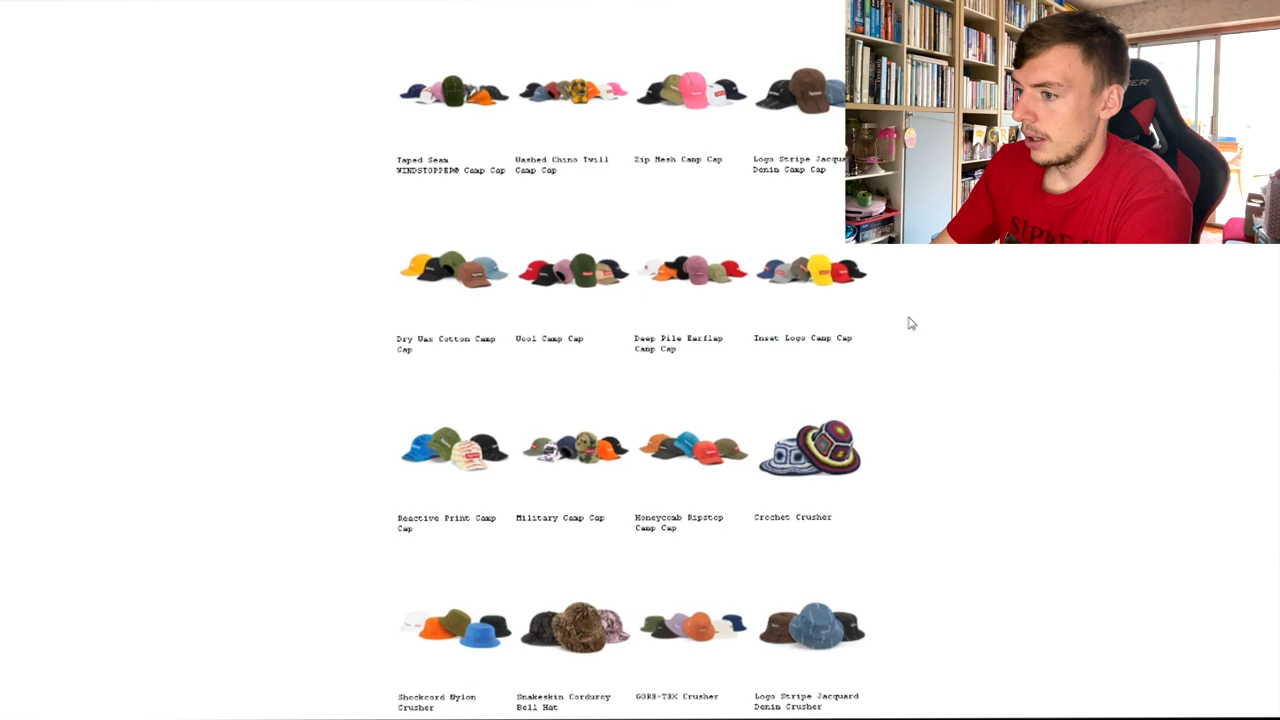 Taped Seam
WINDSTOPPER® Camp Cap
Washed Chino Twill
Camp Cap
Zip Mesh Camp Cap
Logo Stripe Jacqua
Denim Camp Cap
Dry Wax Cotton Camp
Cap
Wool Camp Cap
Deep Pile Earflap
Camp Cap
Inset Logo Camp Cap
Reactive Print Camp
Cap
Military Camp Cap
Honeycomb Ripstop
Camp Cap
Crochet Crusher
Shockcord Nylon
Crusher
Snakeskin Corduroy
Bell Hat
GORE-TEX Crusher
Logo Stripe Jacquard
Denim Crusher